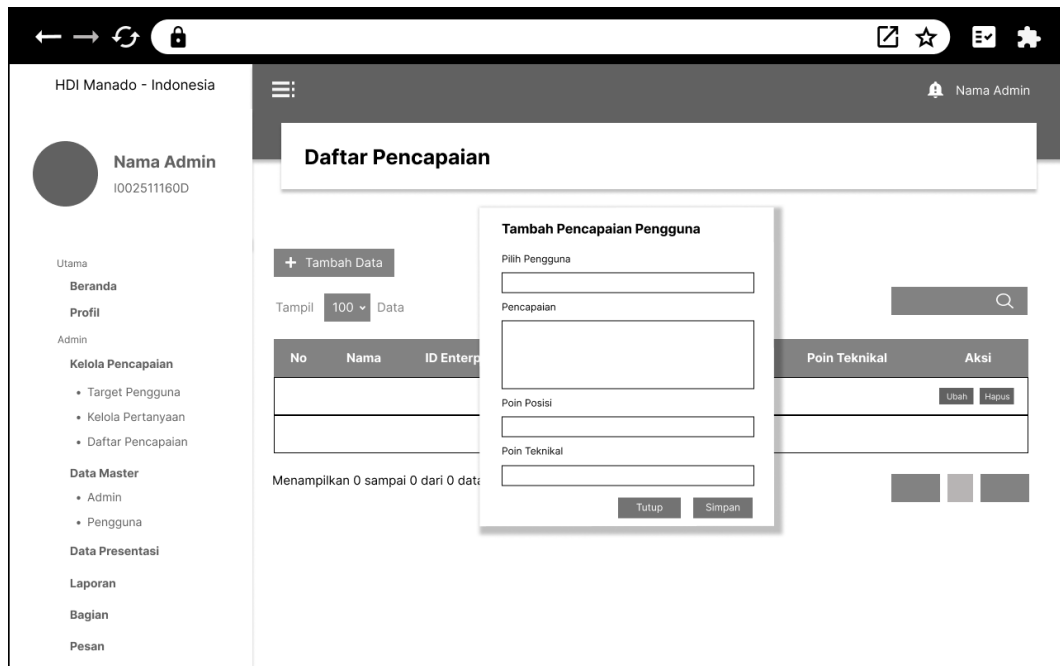 HDI Manado - Indonesia
Nama Admin
Nama Admin
I002511160D
Daftar Pencapaian
Utama
Beranda
Profil
Admin
Kelola Pencapaian
• Target Pengguna
• Kelola Pertanyaan
• Daftar Pencapaian
Data Master
• Admin
• Pengguna
Data Presentasi
Laporan
Bagian
Pesan
+ Tambah Data
Tampil 100 Data
No Nama ID Enterp Poin Teknikal Aksi
Ubah Hapus
Menampilkan 0 sampai 0 dari 0 data
Tambah Pencapaian Pengguna
Pilih Pengguna
Pencapaian
Poin Posisi
Poin Teknikal
Tutup Simpan